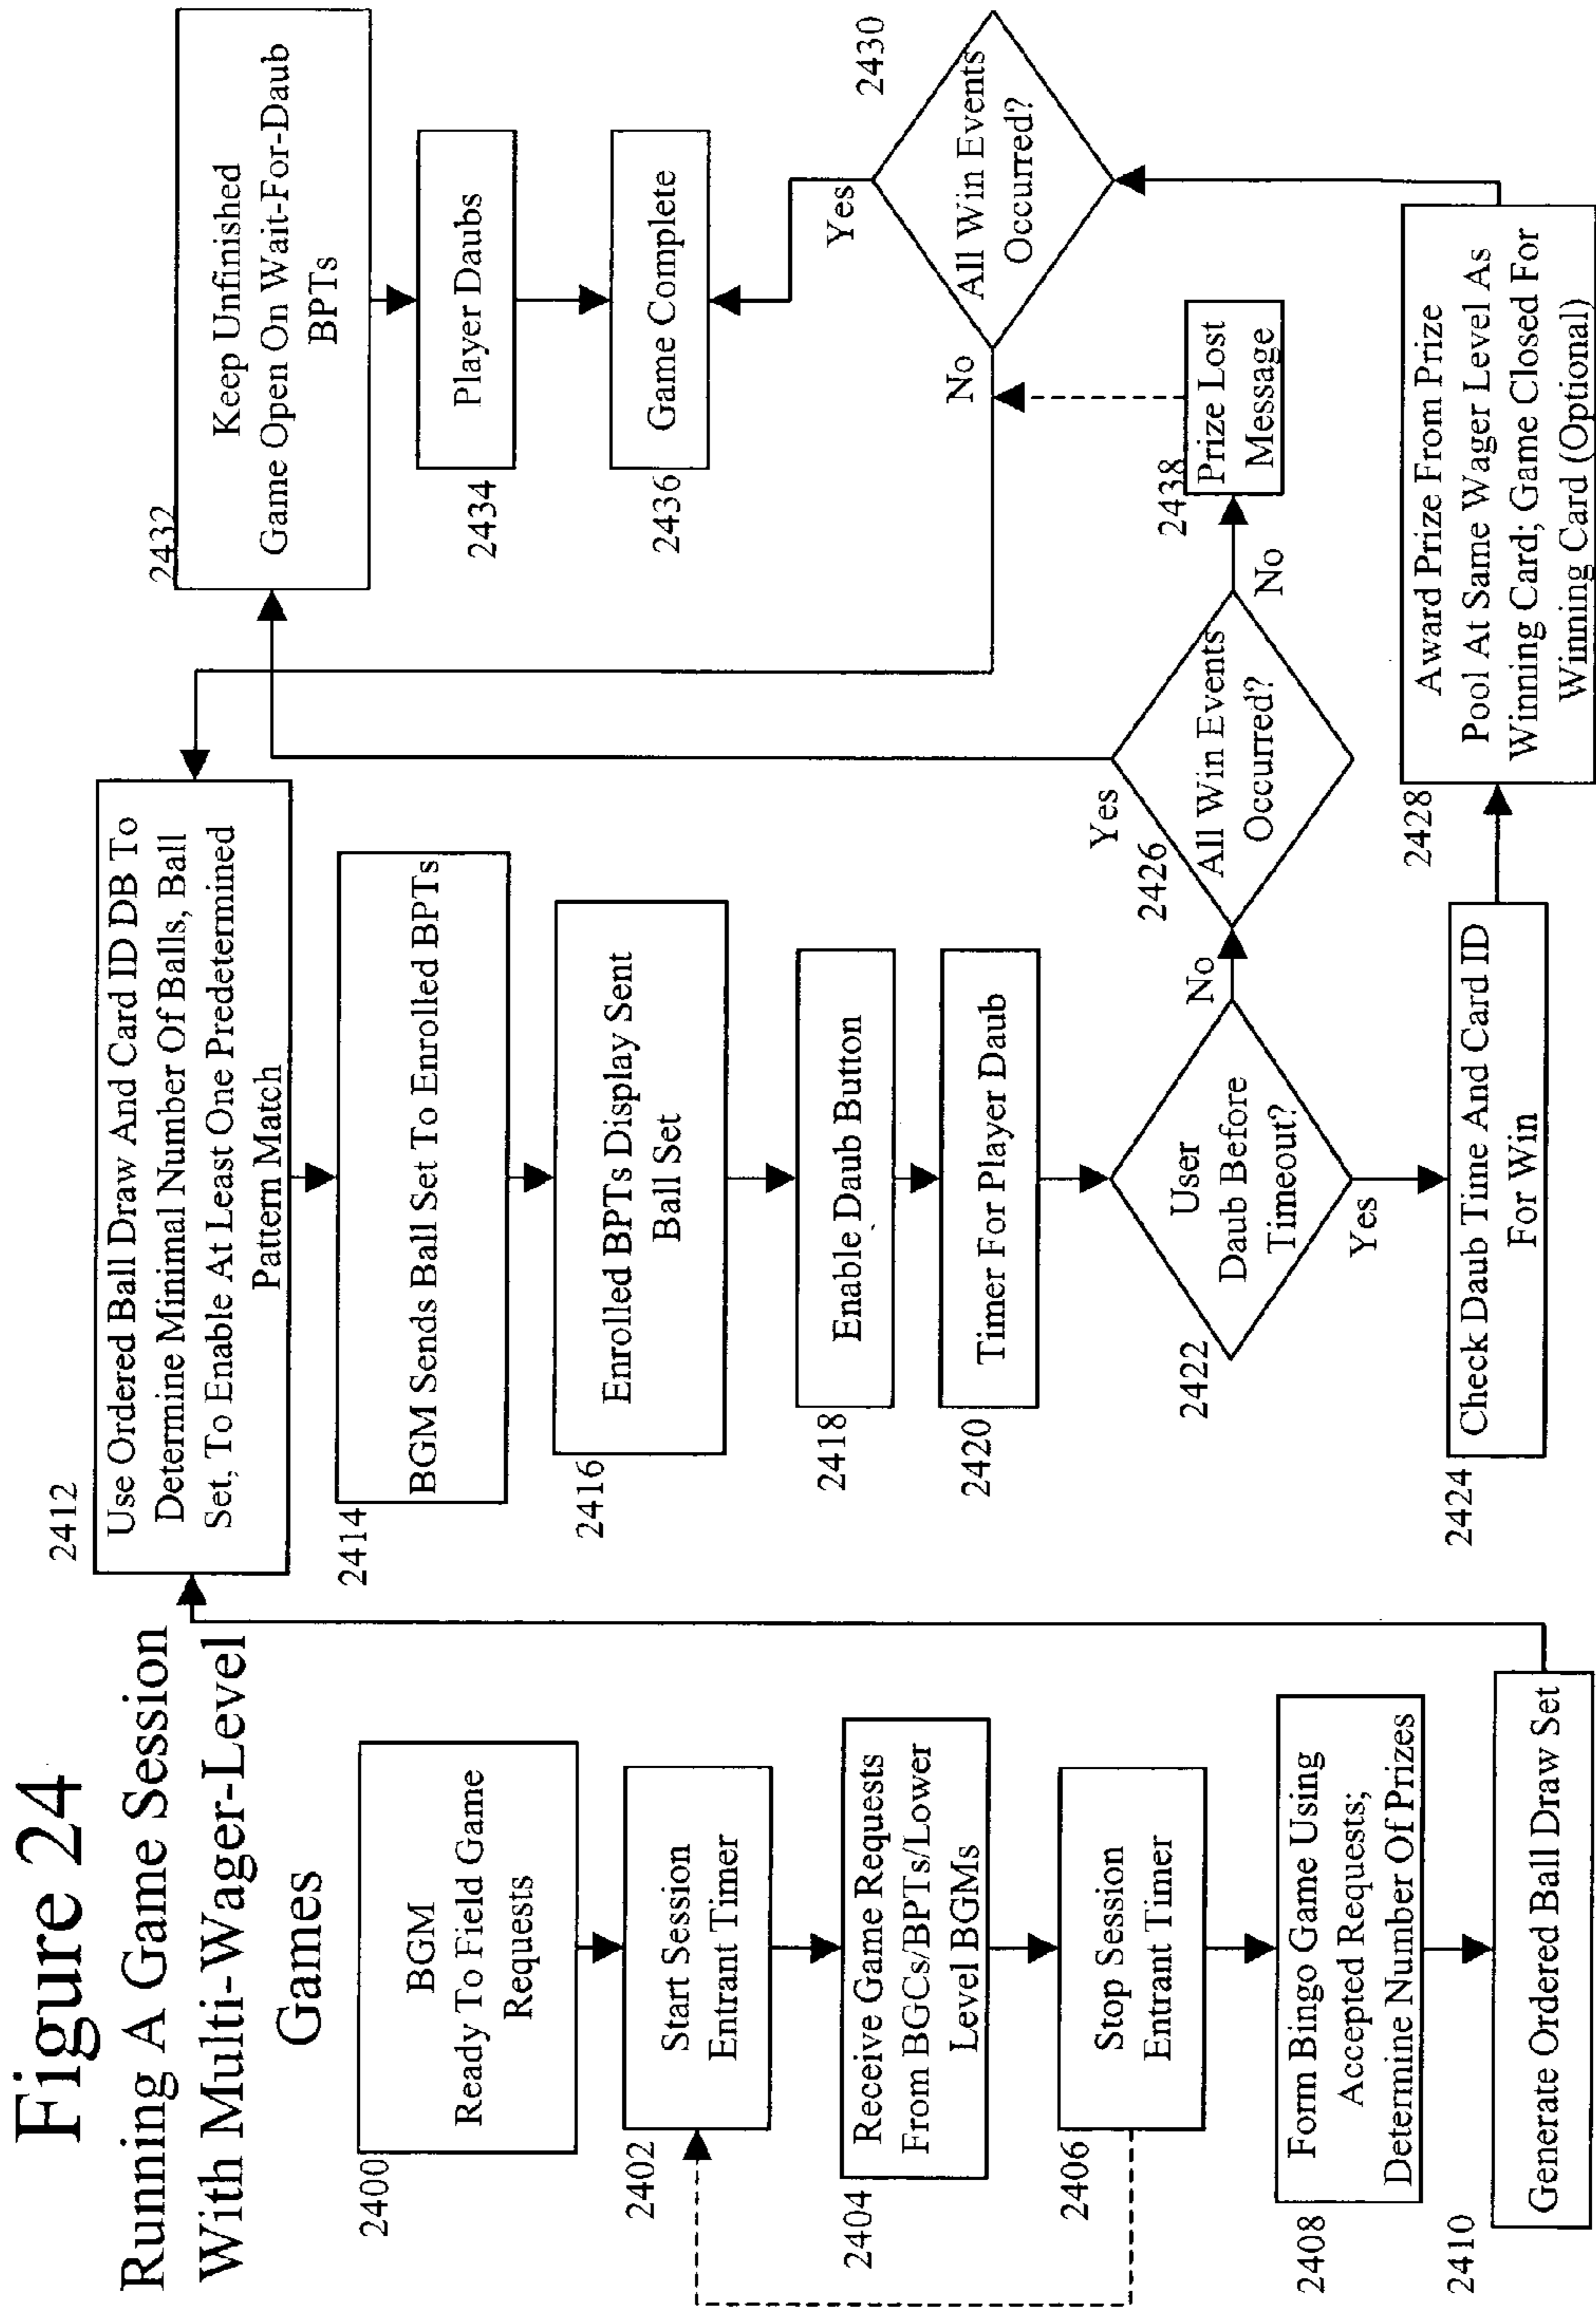 Figure 24
Running A Game Session
With Multi-Wager-Level
Games
2400
BGM
Ready To Field Game
Requests
2402
Start Session
Entrant Timer
2404
Receive Game Requests
From BGCs/BPTs/Lower
Level BGMs
2406
Stop Session
Entrant Timer
2408
Form Bingo Game Using
Accepted Requests;
Determine Number Of Prizes
2410
Generate Ordered Ball Draw Set
2412
Use Ordered Ball Draw And Card ID DB To
Determine Minimal Number Of Balls, Ball
Set, To Enable At Least One Predetermined
Pattern Match
2414
BGM Sends Ball Set To Enrolled BPTs
2416
Enrolled BPTs Display Sent
Ball Set
2418
Enable Daub Button
2420
Timer For Player Daub
2422
User
Daub Before
Timeout?
No
Yes
2424
Check Daub Time And Card ID
For Win
2426
All Win Events
Occurred?
Yes
No
2428
Award Prize From Prize
Pool At Same Wager Level As
Winning Card; Game Closed For
Winning Card (Optional)
2430
All Win Events
Occurred?
Yes
No
2432
Keep Unfinished
Game Open On Wait-For-Daub
BPTs
2434
Player Daubs
2436
Game Complete
2438
Prize Lost
Message